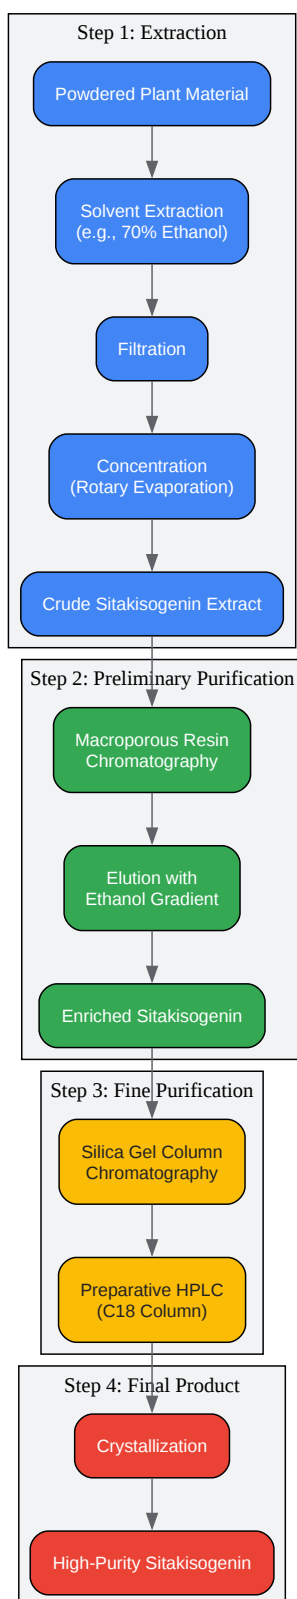 Step 1: Extraction
Powdered Plant Material
Solvent Extraction
(e.g., 70% Ethanol)
Filtration
Concentration
(Rotary Evaporation)
Crude Sitakisogenin Extract
Step 2: Preliminary Purification
Macroporous Resin
Chromatography
Elution with
Ethanol Gradient
Enriched Sitakisogenin
Step 3: Fine Purification
Silica Gel Column
Chromatography
Preparative HPLC
(C18 Column)
Step 4: Final Product
Crystallization
High-Purity Sitakisogenin